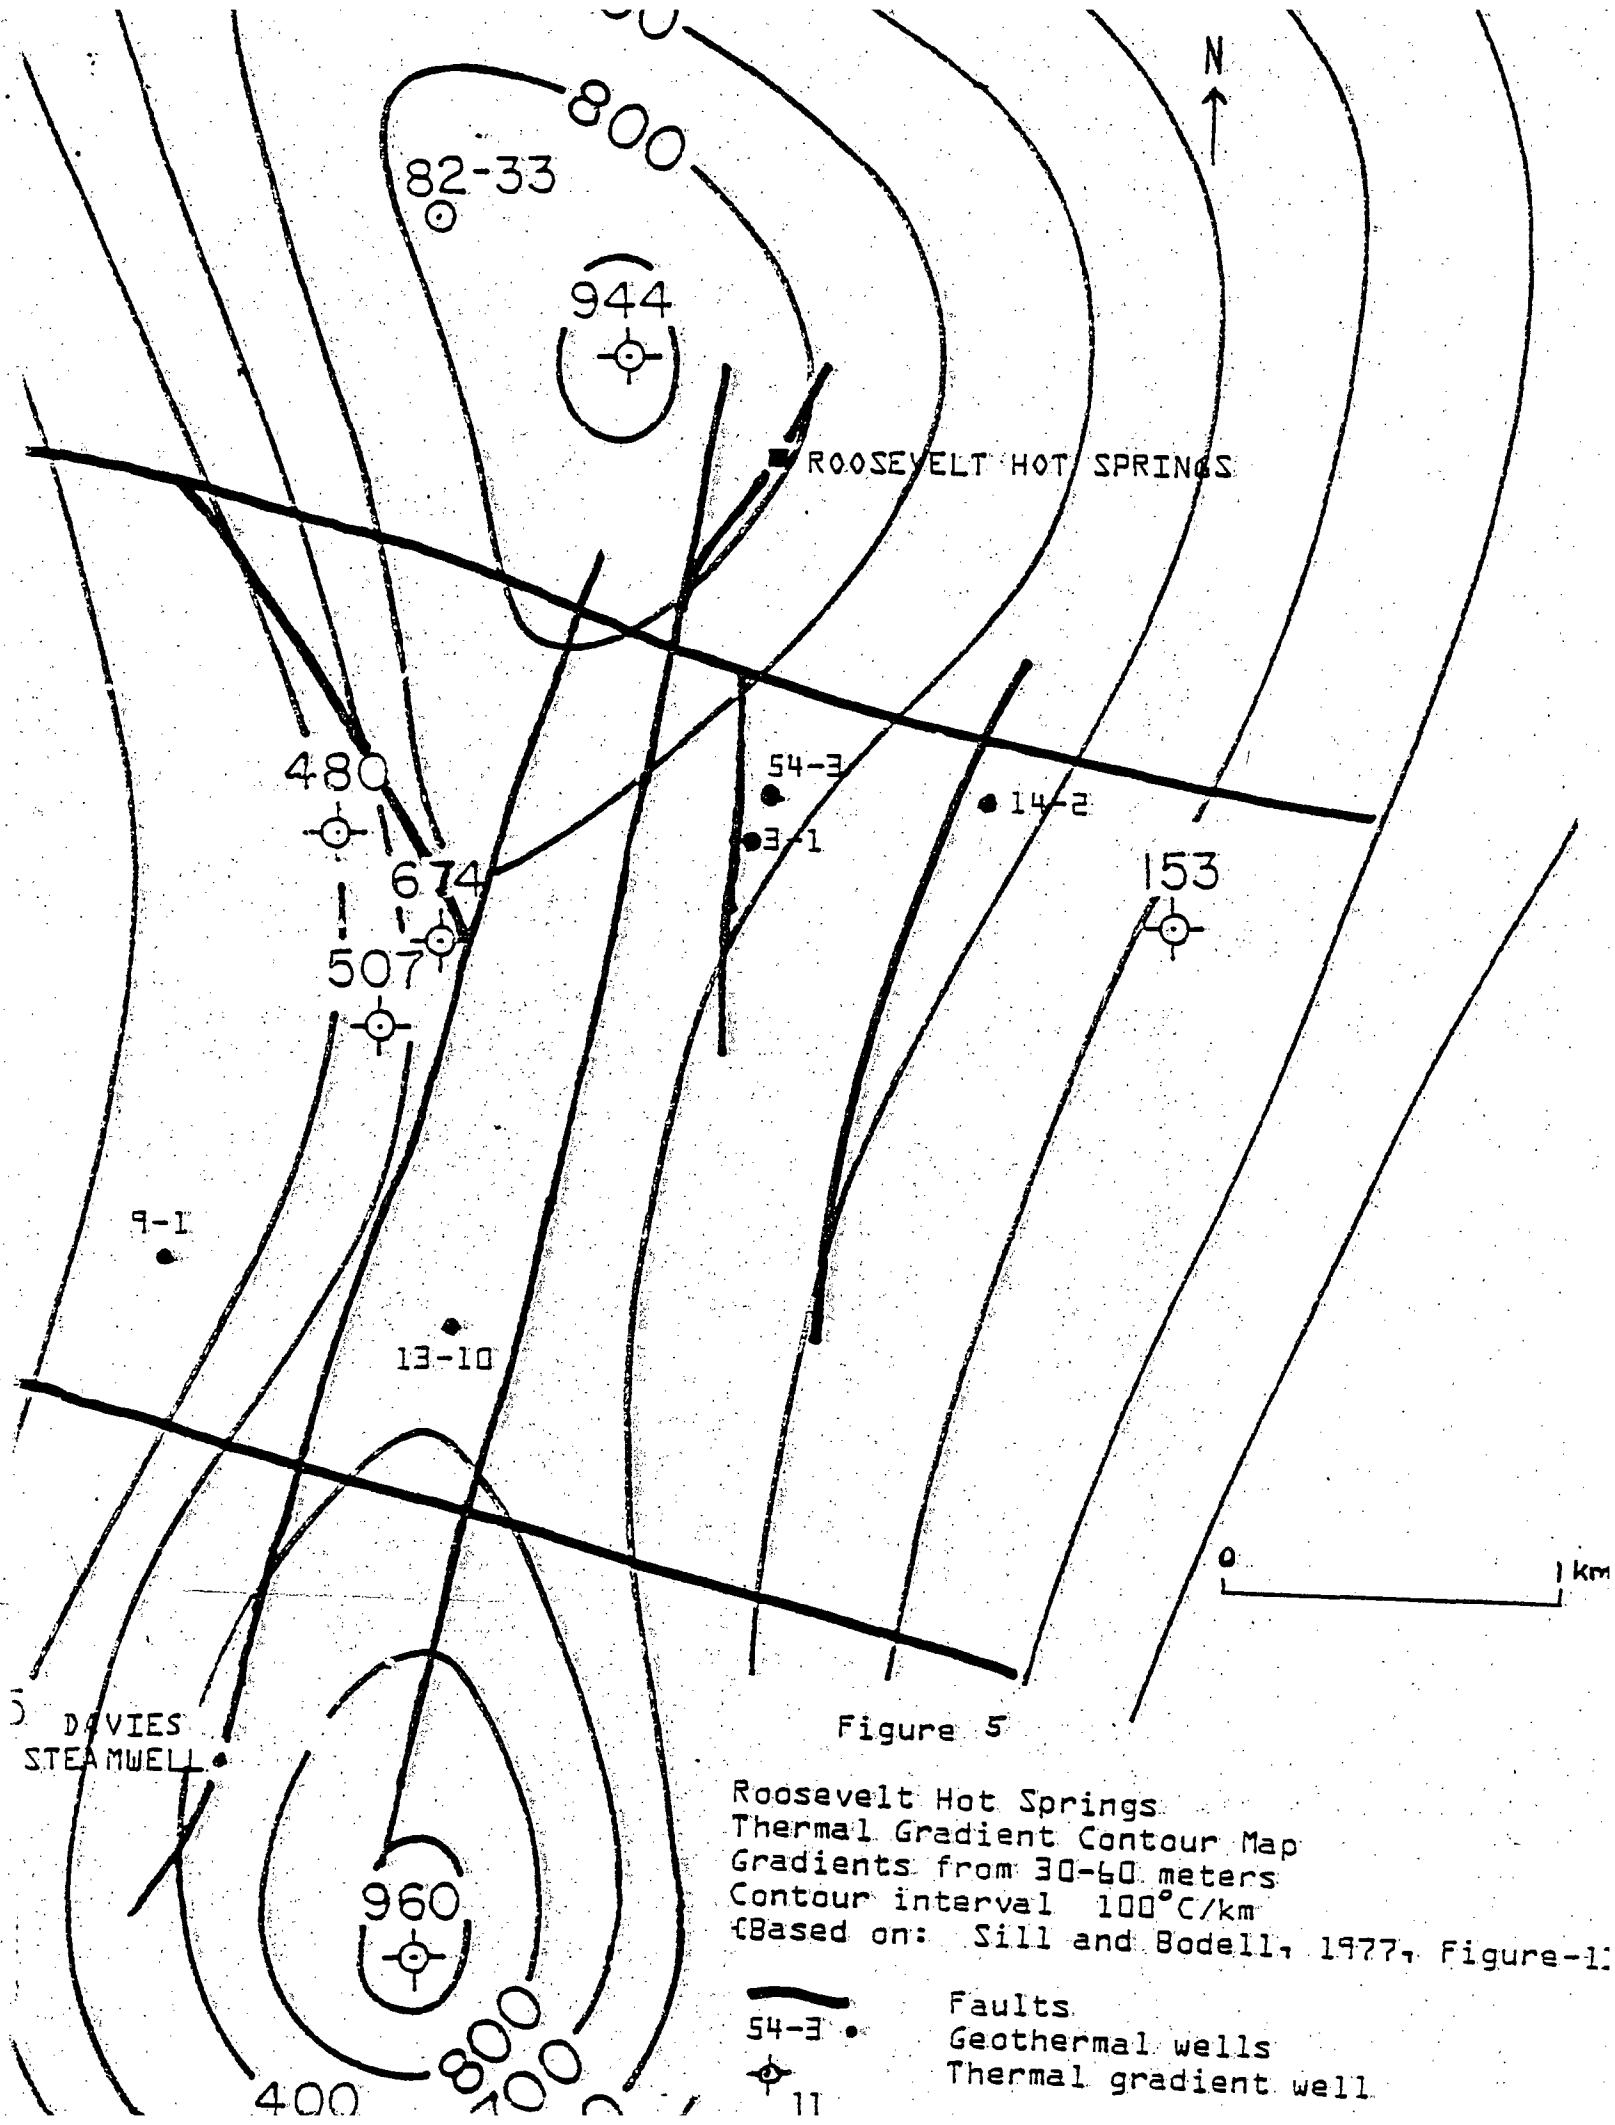 N
800
82-33
944
ROOSEVELT HOT SPRINGS
480
54-3
14-2
3-1
674
153
507
9-1
13-10
0 1 km
DAVIES
STEAMWELL
Figure 5
Roosevelt Hot Springs
Thermal Gradient Contour Map
Gradients from 30-60 meters
Contour interval 100°C/km
(Based on: Sill and Bodell, 1977, Figure-
960
Faults
54-3 Geothermal wells
Thermal gradient well
800
400
11